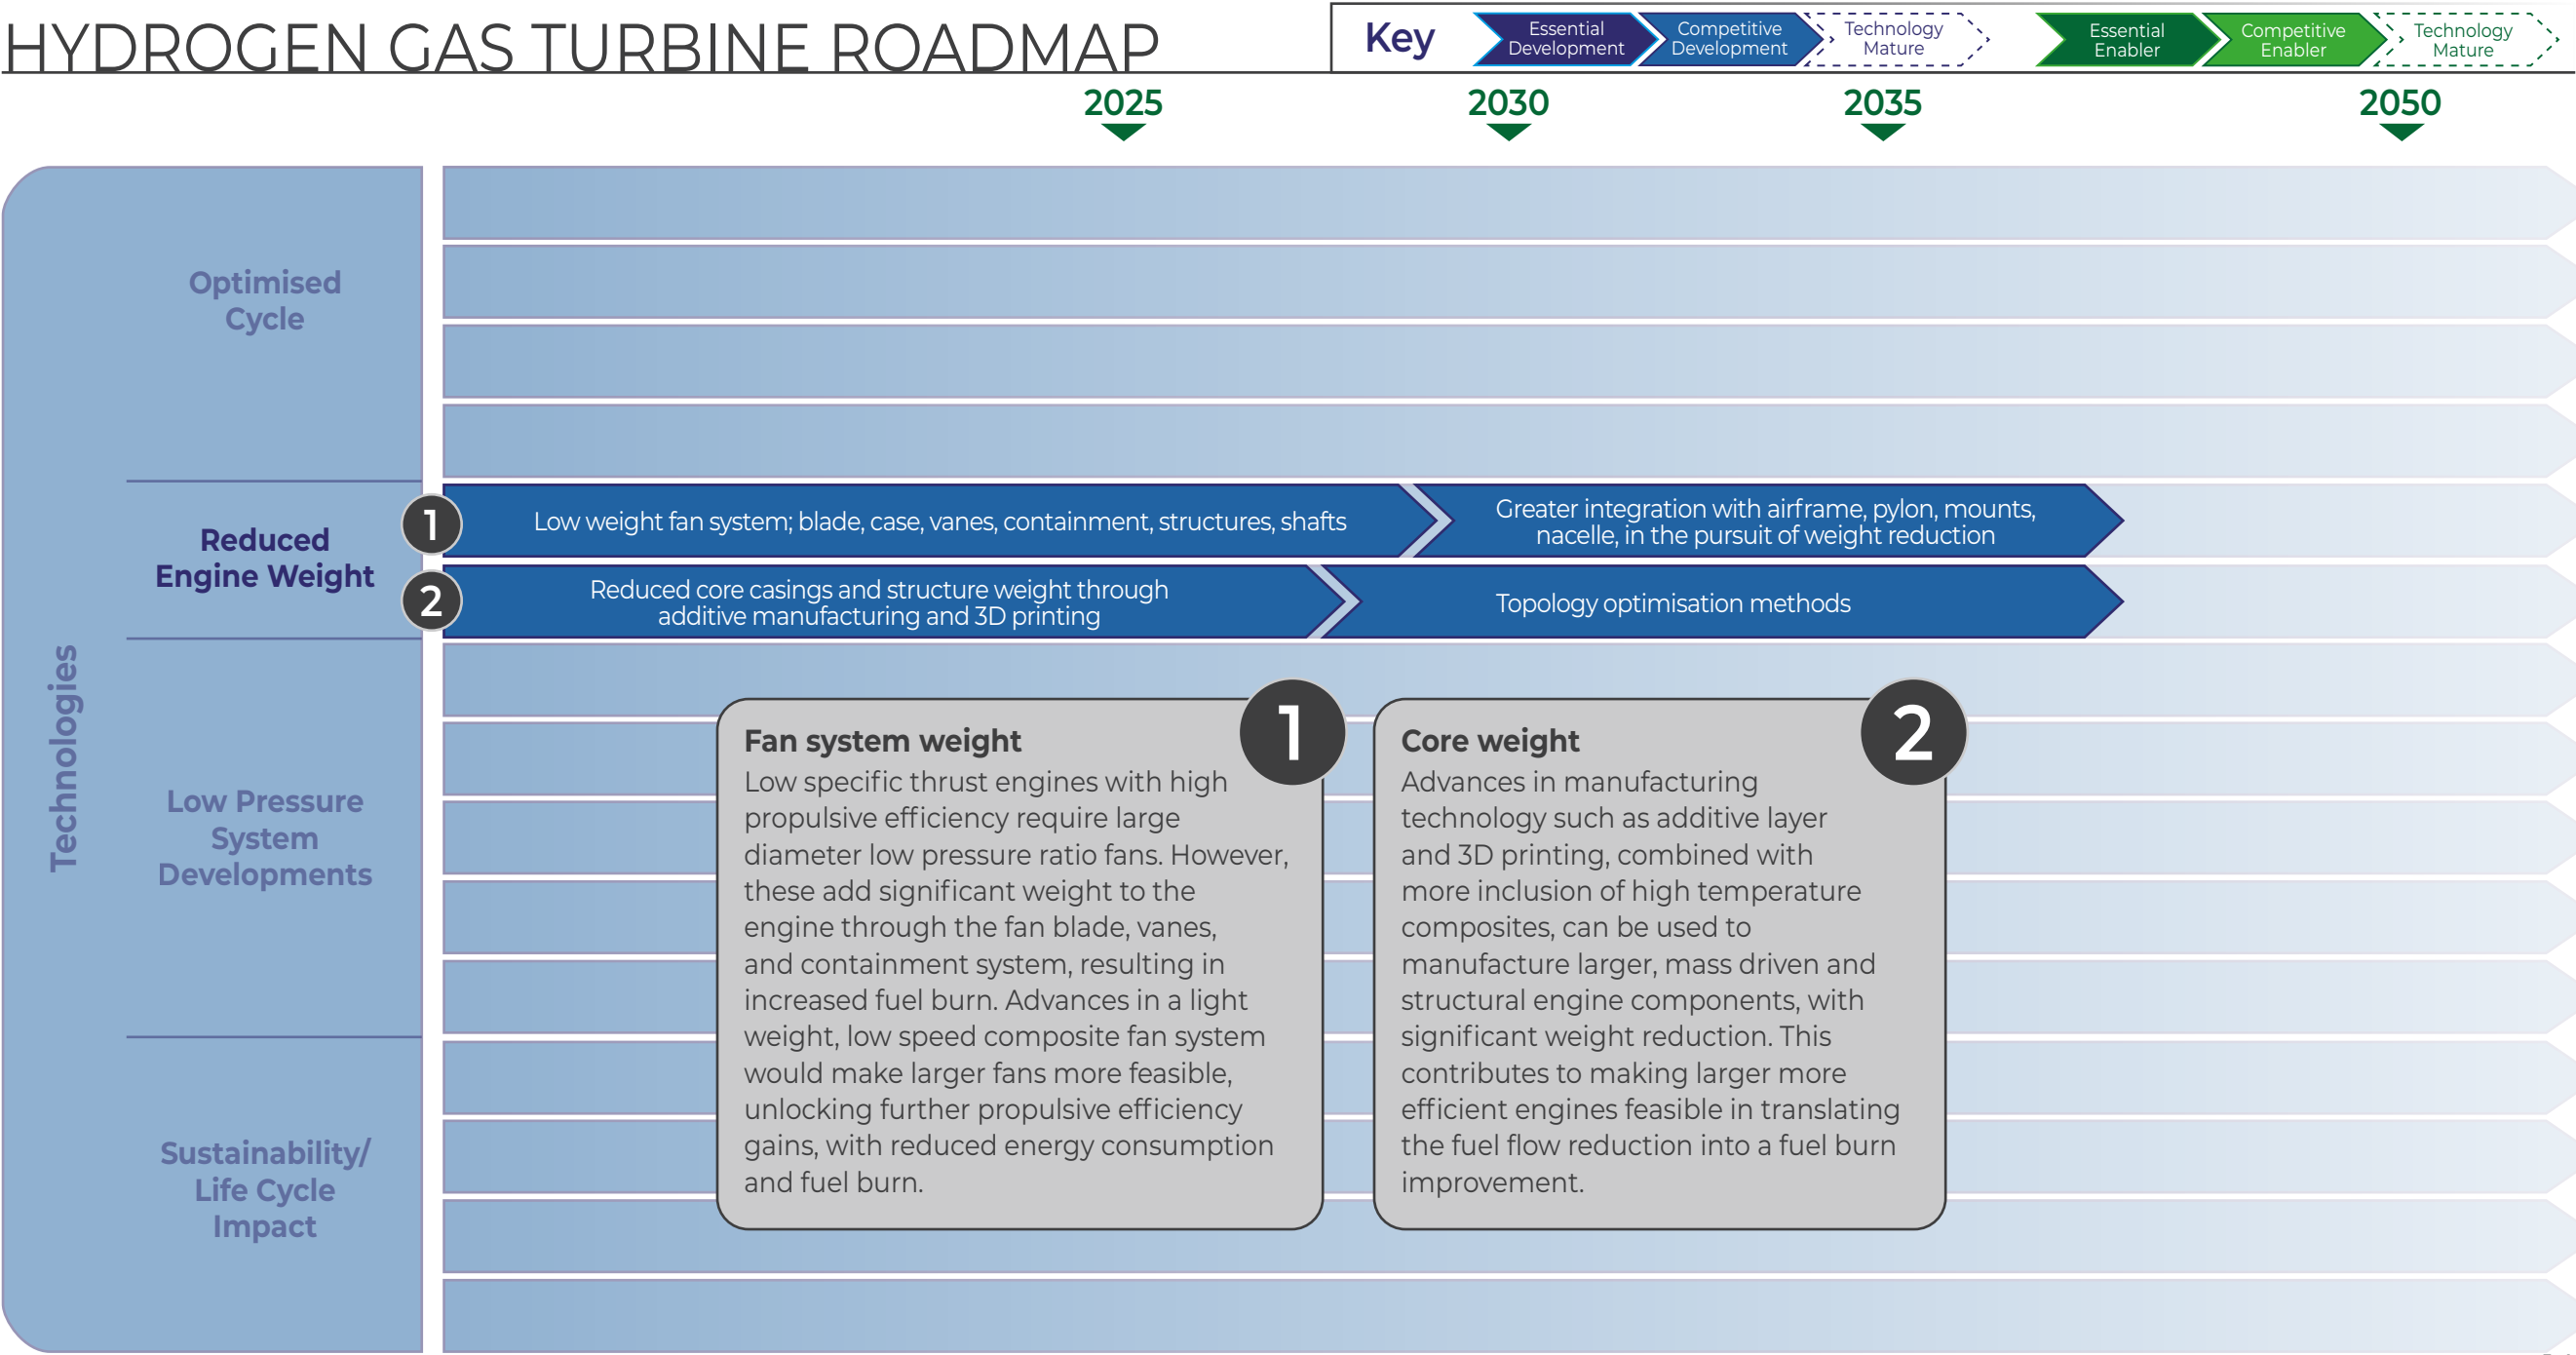 HYDROGEN GAS TURBINE ROADMAP
Key
Essential
Development
Competitive
Development
Technology
Mature
Essential
Enabler
Competitive
Enabler
Technology
Mature
2025
2030
2035
2050
Technologies
Optimised
Cycle
Reduced
Engine Weight
1
Low weight fan system; blade, case, vanes, containment, structures, shafts
Greater integration with airframe, pylon, mounts,
nacelle, in the pursuit of weight reduction
2
Reduced core casings and structure weight through
additive manufacturing and 3D printing
Topology optimisation methods
Low Pressure
System
Developments
Sustainability/
Life Cycle
Impact
1
Fan system weight
Low specific thrust engines with high
propulsive efficiency require large
diameter low pressure ratio fans. However,
these add significant weight to the
engine through the fan blade, vanes,
and containment system, resulting in
increased fuel burn. Advances in a light
weight, low speed composite fan system
would make larger fans more feasible,
unlocking further propulsive efficiency
gains, with reduced energy consumption
and fuel burn.
2
Core weight
Advances in manufacturing
technology such as additive layer
and 3D printing, combined with
more inclusion of high temperature
composites, can be used to
manufacture larger, mass driven and
structural engine components, with
significant weight reduction. This
contributes to making larger more
efficient engines feasible in translating
the fuel flow reduction into a fuel burn
improvement.